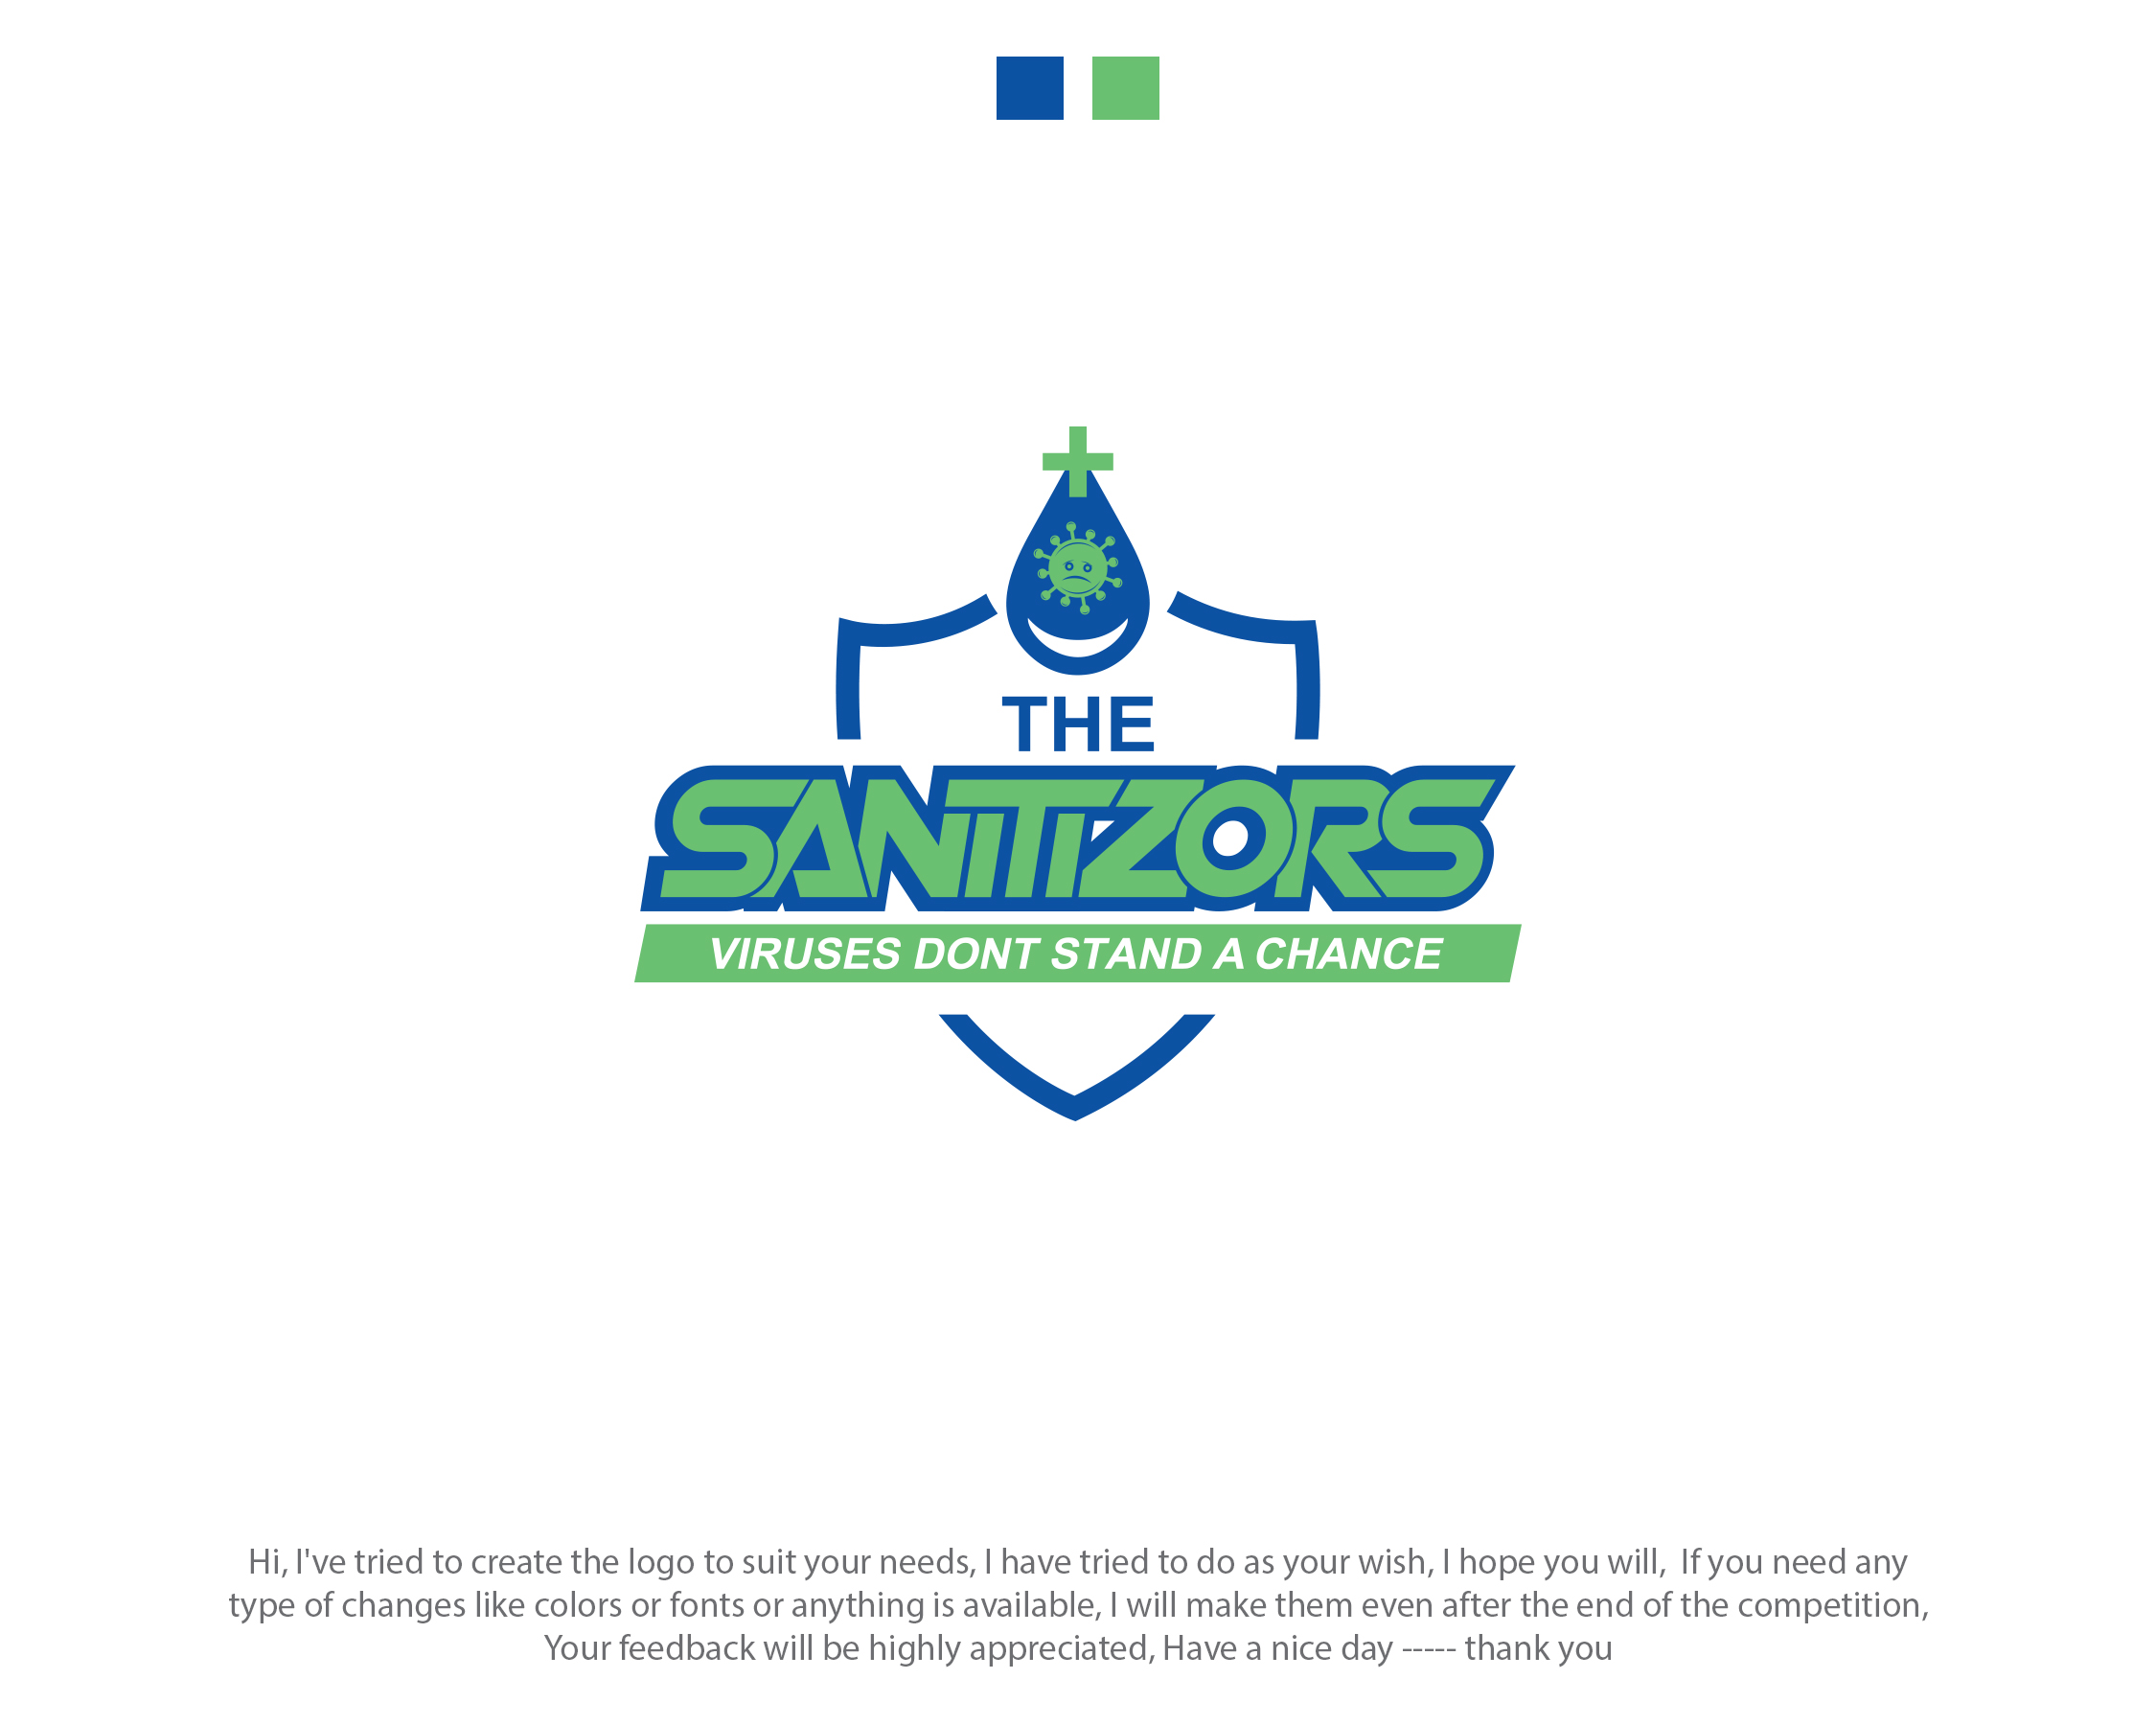 THE
SANITIZORS
VIRUSES DONT STAND A CHANCE
Hi, I've tried to create the logo to suit your needs, I have tried to do as your wish, I hope you will,  If you need any
type of changes like colors or fonts or anything is available, I will make them even after the end of the competition,
Your feedback will be highly appreciated, Have a nice day ----- thank you